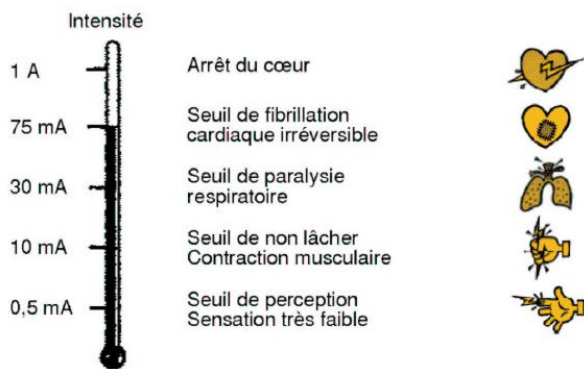 Intensité
1 A Arrêt du cœur
75 mA Seuil de fibrillation
cardiaque irréversible
30 mA Seuil de paralysie
respiratoire
10 mA Seuil de non lâcher
Contraction musculaire
0,5 mA Seuil de perception
Sensation très faible